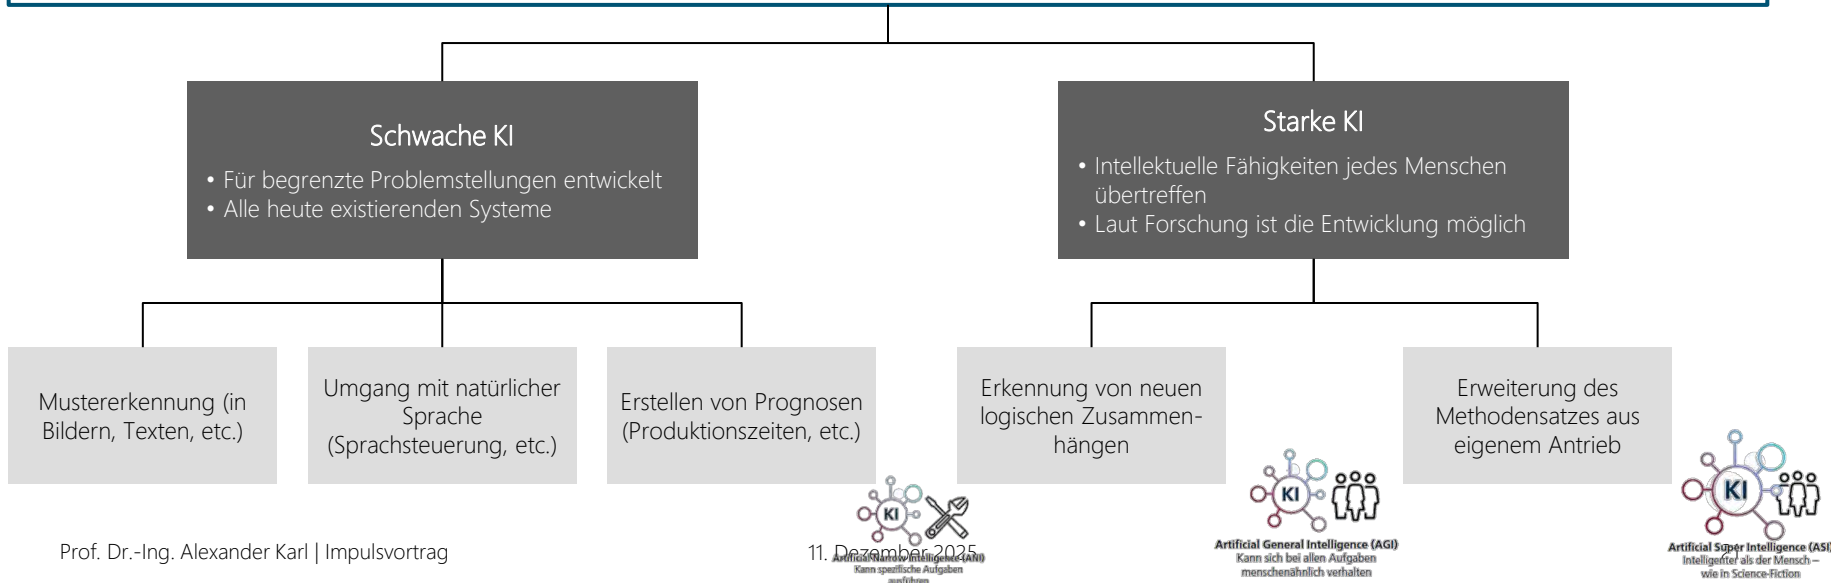 Schwache KI
• Für begrenzte Problemstellungen entwickelt
• Alle heute existierenden Systeme
Starke KI
• Intellektuelle Fähigkeiten jedes Menschen
übertreffen
• Laut Forschung ist die Entwicklung möglich
Mustererkennung (in
Bildern, Texten, etc.)
Umgang mit natürlicher
Sprache
(Sprachsteuerung, etc.)
Erstellen von Prognosen
(Produktionszeiten, etc.)
Erkennung von neuen
logischen Zusammen-
hängen
Erweiterung des
Methodensatzes aus
eigenem Antrieb
KI
Artificial Narrow Intelligence (ANI)
Kann spezifische Aufgaben
ausführen
KI
Artificial General Intelligence (AGI)
Kann sich bei allen Aufgaben
menschenähnlich verhalten
KI
Artificial Super Intelligence (ASI)
Intelligenter als der Mensch –
wie in Science-Fiction
Prof. Dr.-Ing. Alexander Karl | Impulsvortrag
11. Dezember 2025